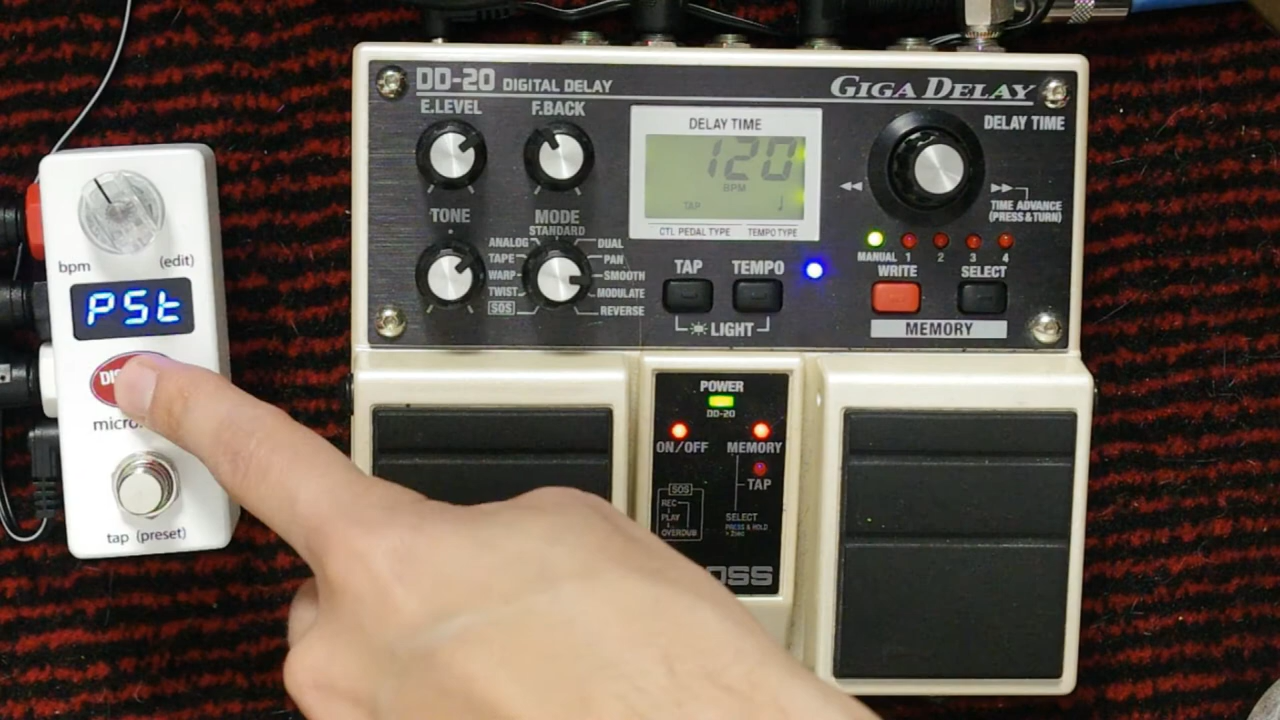 DD-20 DIGITAL DELAY
GIGA DELAY
E.LEVEL
F.BACK
DELAY TIME
120
BPM
TAP
CTL PEDAL TYPE
TEMPO TYPE
DELAY TIME
TIME ADVANCE
(PRESS & TURN)
TONE
MODE
STANDARD
ANALOG
TAPE
WARP
TWIST
SOS
DUAL
PAN
SMOOTH
MODULATE
REVERSE
TAP
TEMPO
LIGHT
MANUAL 1 2 3 4
WRITE
SELECT
MEMORY
bpm
(edit)
PSt
tap (preset)
POWER
DD-20
ON/OFF
MEMORY
TAP
SOS
REC
PLAY
OVERDUB
SELECT
PRESS & HOLD